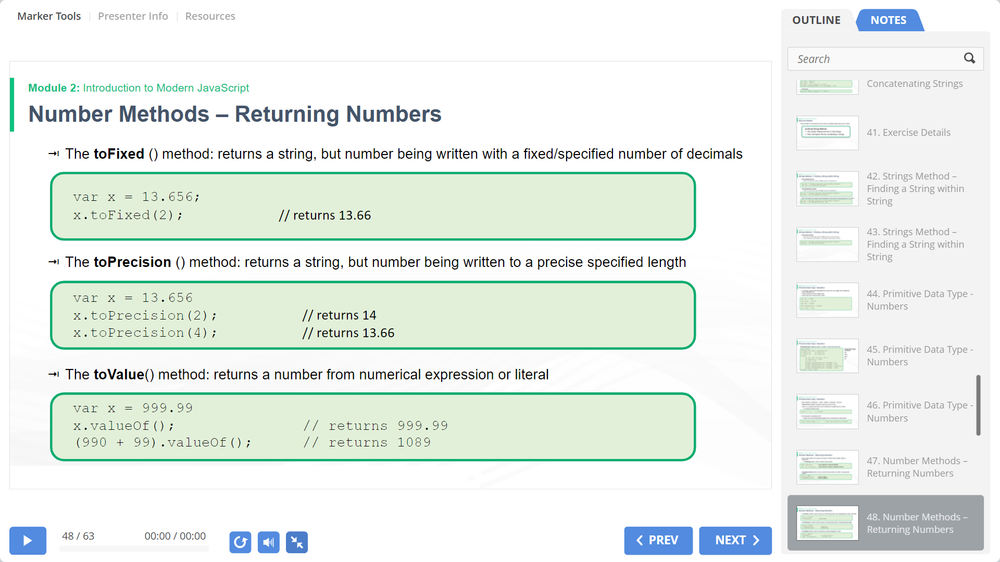 Marker Tools
Presenter Info
Resources
OUTLINE
NOTES
Search
Module 2: Introduction to Modern JavaScript
Number Methods – Returning Numbers
The toFixed () method: returns a string, but number being written with a fixed/specified number of decimals
var x = 13.656;
x.toFixed(2); // returns 13.66
The toPrecision () method: returns a string, but number being written to a precise specified length
var x = 13.656
x.toPrecision(2); // returns 14
x.toPrecision(4); // returns 13.66
The toValue() method: returns a number from numerical expression or literal
var x = 999.99
x.valueOf(); // returns 999.99
(990 + 99).valueOf(); // returns 1089
Concatenating Strings
41. Exercise Details
42. Strings Method –
Finding a String within
String
43. Strings Method –
Finding a String within
String
44. Primitive Data Type -
Numbers
45. Primitive Data Type -
Numbers
46. Primitive Data Type -
Numbers
47. Number Methods –
Returning Numbers
48. Number Methods –
Returning Numbers
48 / 63
00:00 / 00:00
PREV
NEXT